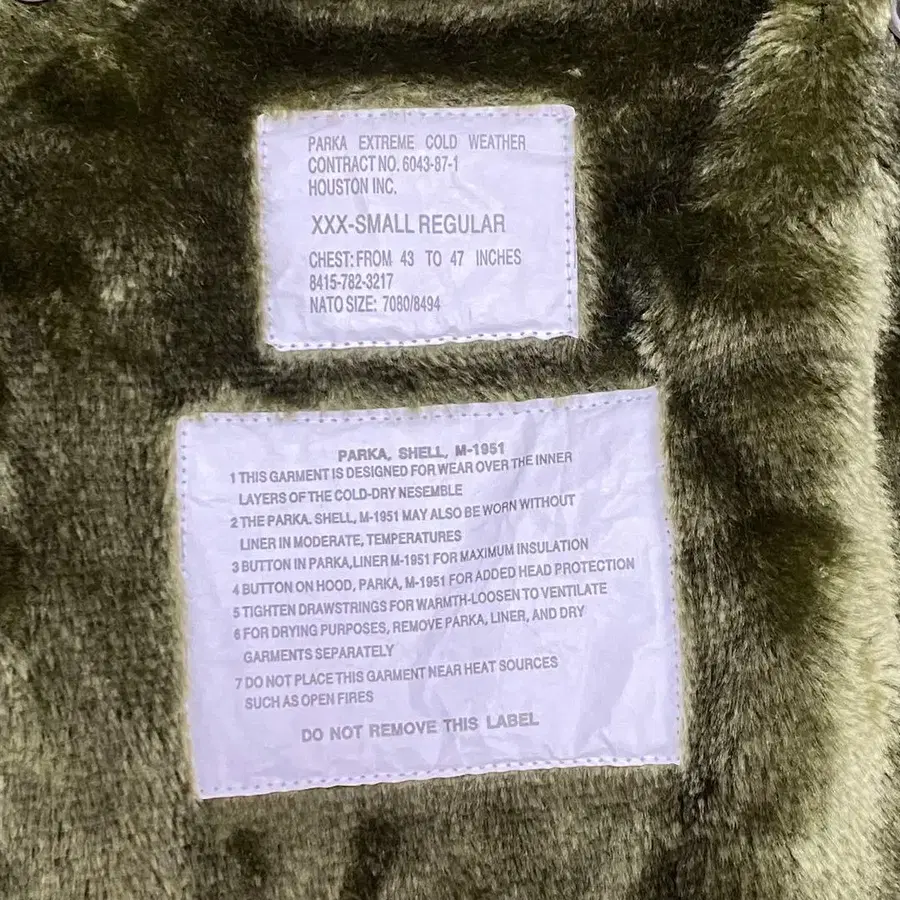 PARKA EXTREME COLD WEATHER
CONTRACT NO. 6043-87-1
HOUSTON INC.
XXX-SMALL REGULAR
CHEST: FROM 43 TO 47 INCHES
8415-782-3217
NATO SIZE: 7080/8494
PARKA, SHELL, M-1951
1 THIS GARMENT IS DESIGNED FOR WEAR OVER THE INNER
LAYERS OF THE COLD-DRY NESEMBLE
2 THE PARKA. SHELL, M-1951 MAY ALSO BE WORN WITHOUT
LINER IN MODERATE, TEMPERATURES
3 BUTTON IN PARKA,LINER M-1951 FOR MAXIMUM INSULATION
4 BUTTON ON HOOD, PARKA, M-1951 FOR ADDED HEAD PROTECTION
5 TIGHTEN DRAWSTRINGS FOR WARMTH-LOOSEN TO VENTILATE
6 FOR DRYING PURPOSES, REMOVE PARKA, LINER, AND DRY
GARMENTS SEPARATELY
7 DO NOT PLACE THIS GARMENT NEAR HEAT SOURCES
SUCH AS OPEN FIRES
DO NOT REMOVE THIS LABEL